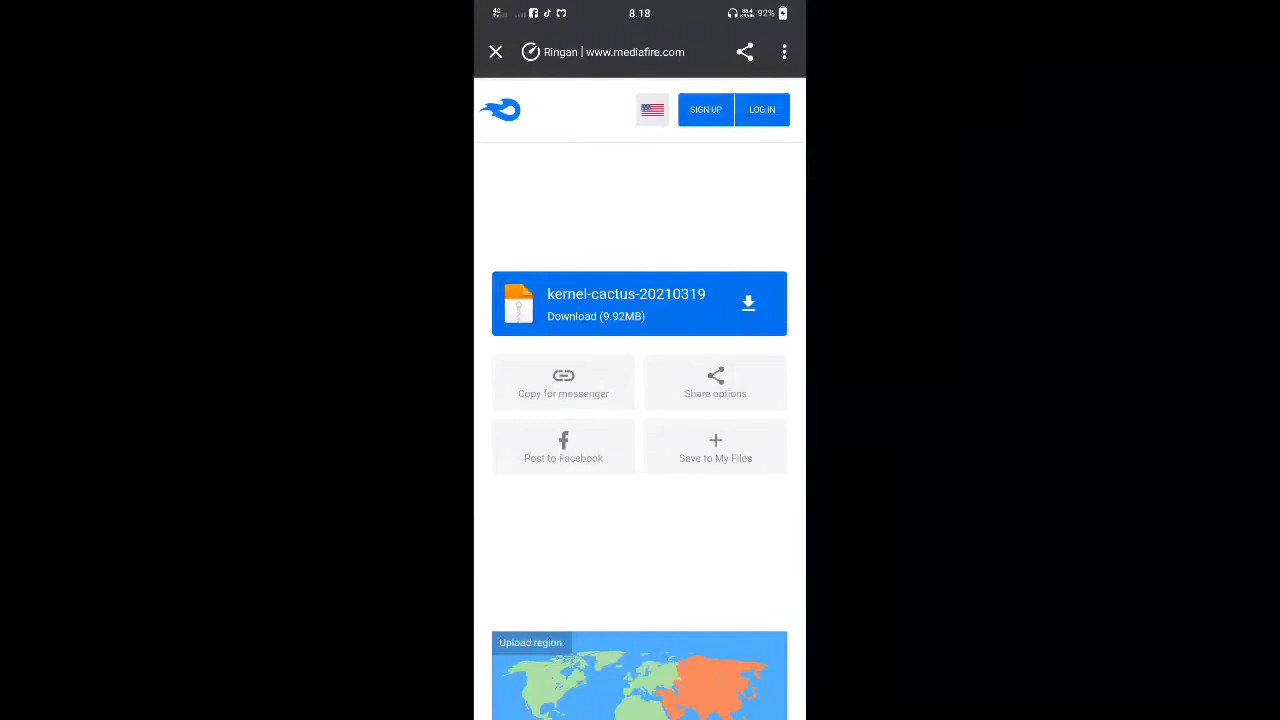 4G
8.18
92%
Ringan | www.mediafire.com
SIGN UP
LOG IN
kernel-cactus-20210319
Download (9.92MB)
Copy for messenger
Share options
Post to Facebook
Save to My Files
Upload region: